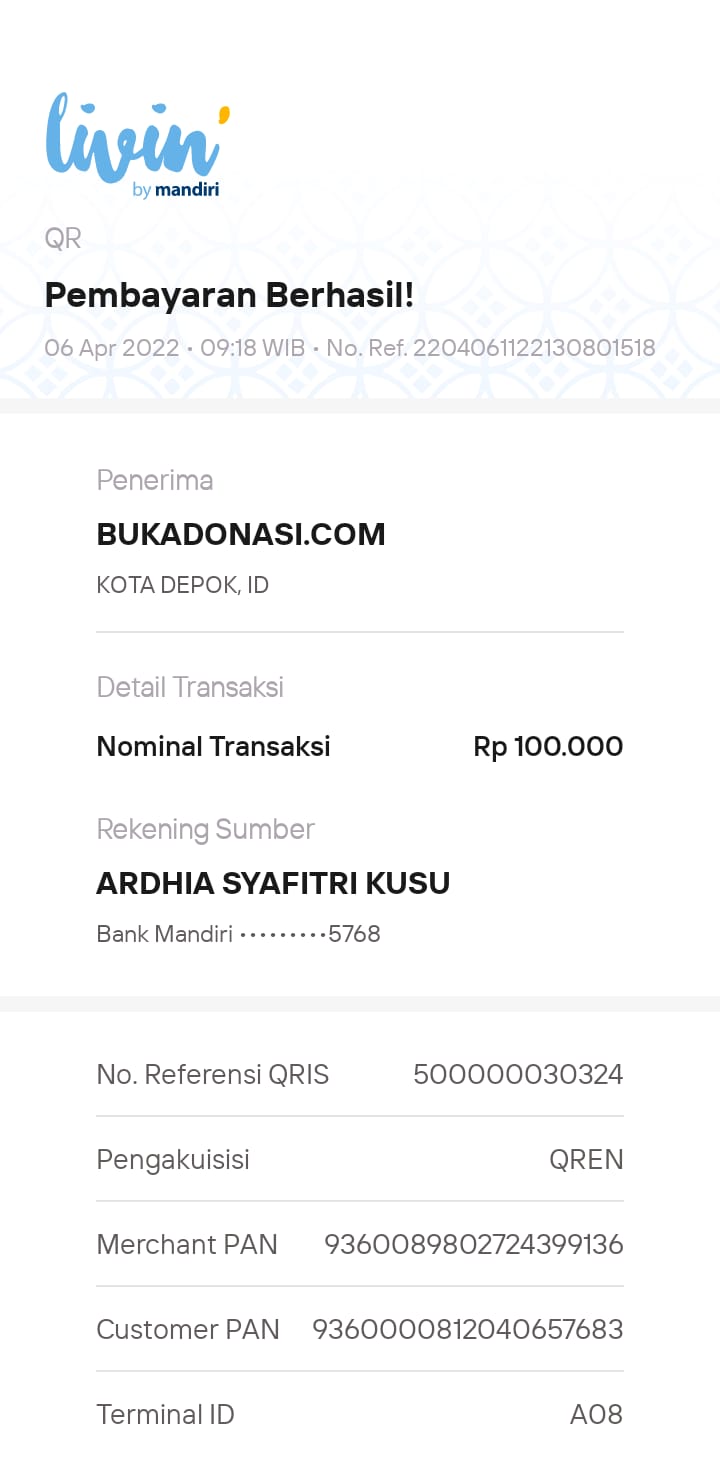 livin'
by mandiri
QR
Pembayaran Berhasil!
06 Apr 2022 • 09:18 WIB • No. Ref. 2204061122130801518
Penerima
BUKADONASI.COM
KOTA DEPOK, ID
Detail Transaksi
Nominal Transaksi Rp 100.000
Rekening Sumber
ARDHIA SYAFITRI KUSU
Bank Mandiri •••••••••5768
No. Referensi QRIS 500000030324
Pengakuisisi QREN
Merchant PAN 9360089802724399136
Customer PAN 9360000812040657683
Terminal ID A08